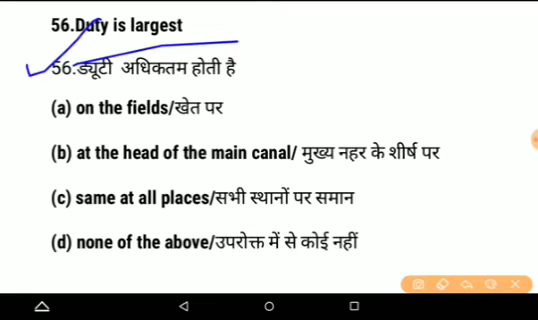 56.Duty is largest
56.ड्यूटी अधिकतम होती है
(a) on the fields/खेत पर
(b) at the head of the main canal/ मुख्य नहर के शीर्ष पर
(c) same at all places/सभी स्थानों पर समान
(d) none of the above/उपरोक्त में से कोई नहीं